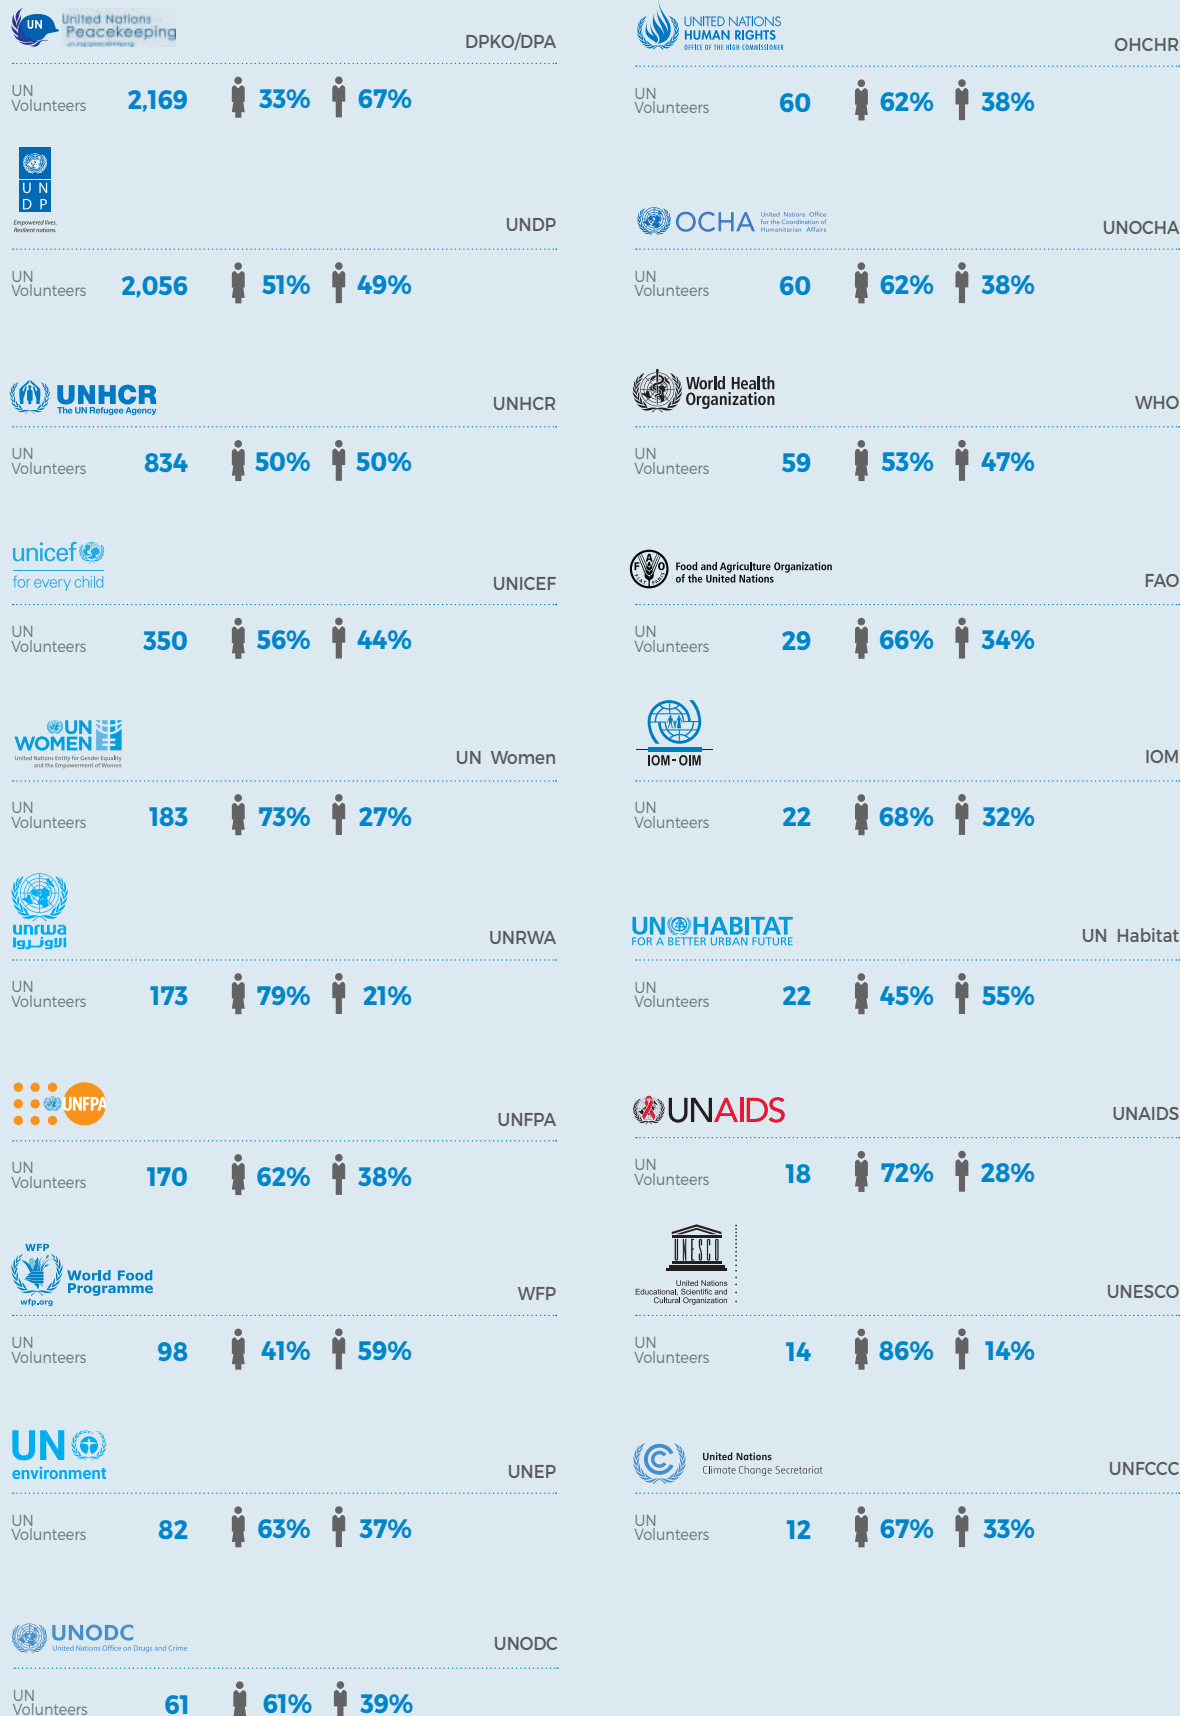 UN
United Nations
Peacekeeping
DPKO/DPA
UN
Volunteers
2,169 33% 67%
UN
DP
Empowered lives.
Resilient nations.
UNDP
UN
Volunteers
2,056 51% 49%
UNHCR
The UN Refugee Agency
UNHCR
UN
Volunteers
834 50% 50%
unicef
for every child
UNICEF
UN
Volunteers
350 56% 44%
UN
WOMEN
United Nations Entity for Gender Equality
and the Empowerment of Women
UN Women
UN
Volunteers
183 73% 27%
unrwa
الأونروا
UNRWA
UN
Volunteers
173 79% 21%
UNFPA
UNFPA
UN
Volunteers
170 62% 38%
WFP
World Food
Programme
wfp.org
WFP
UN
Volunteers
98 41% 59%
UN
environment
UNEP
UN
Volunteers
82 63% 37%
UNODC
United Nations Office on Drugs and Crime
UNODC
UN
Volunteers
61 61% 39%
UNITED NATIONS
HUMAN RIGHTS
OFFICE OF THE HIGH COMMISSIONER
OHCHR
UN
Volunteers
60 62% 38%
OCHA
United Nations Office
for the Coordination of
Humanitarian Affairs
UNOCHA
UN
Volunteers
60 62% 38%
World Health
Organization
WHO
UN
Volunteers
59 53% 47%
FAO
FIAT PANIS
Food and Agriculture Organization
of the United Nations
FAO
UN
Volunteers
29 66% 34%
IOM-OIM
IOM
UN
Volunteers
22 68% 32%
UN HABITAT
FOR A BETTER URBAN FUTURE
UN Habitat
UN
Volunteers
22 45% 55%
UNAIDS
UNAIDS
UN
Volunteers
18 72% 28%
UNESCO
United Nations
Educational, Scientific and
Cultural Organization
UNESCO
UN
Volunteers
14 86% 14%
United Nations
Climate Change Secretariat
UNFCCC
UN
Volunteers
12 67% 33%